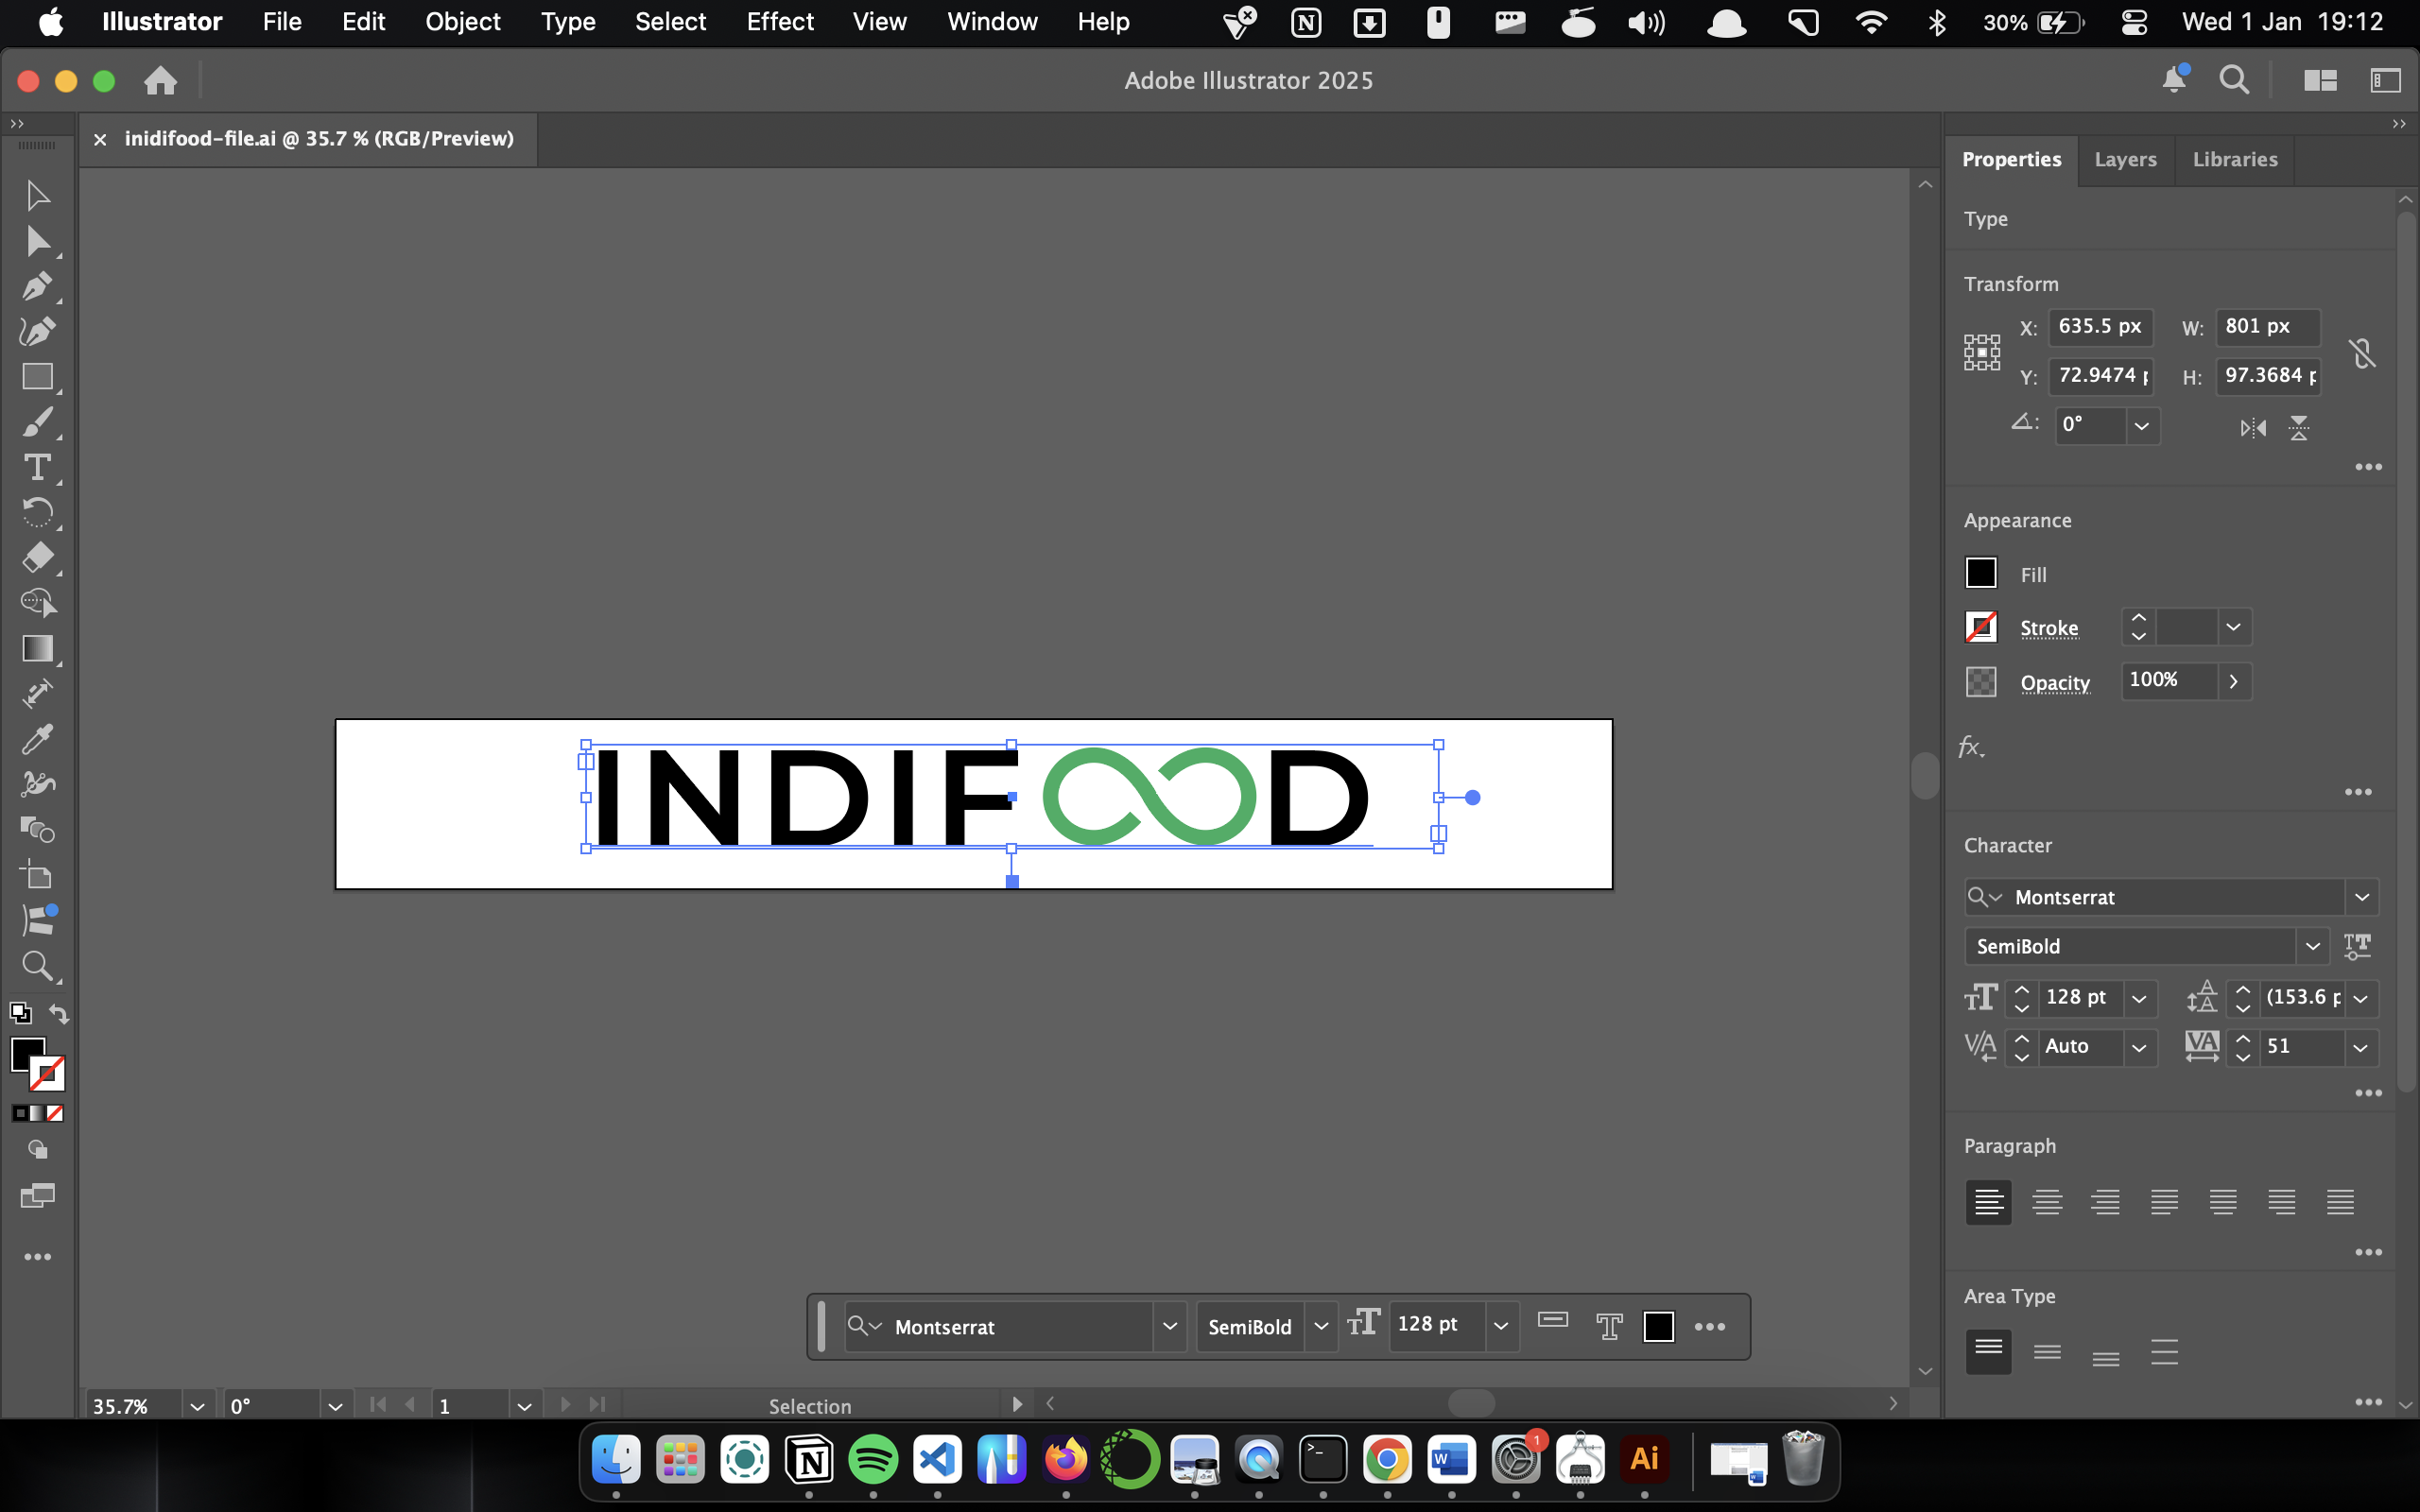 Illustrator File Edit Object Type Select Effect View Window Help 30% Wed 1 Jan 19:12
Adobe Illustrator 2025
inidifood-file.ai @ 35.7 % (RGB/Preview)
Properties Layers Libraries
Type
Transform
X: 635.5 px W: 801 px
Y: 72.9474 p H: 97.3684 p
0°
Appearance
Fill
Stroke
Opacity 100%
fx.
INDIFOOD
Character
Montserrat
SemiBold
128 pt (153.6 p
Auto 51
Paragraph
Area Type
Montserrat SemiBold 128 pt
35.7% 0° 1 Selection
1
Ai